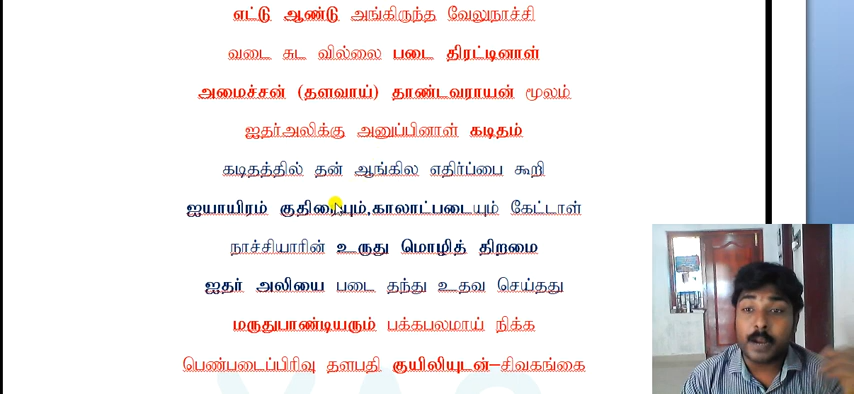 எட்டு ஆண்டு அங்கிருந்த வேலுநாச்சி
வடை சுட வில்லை படை திரட்டினாள்
அமைச்சன் (தளவாய்) தாண்டவராயன் மூலம்
ஐதர்அலிக்கு அனுப்பினாள் கடிதம்
கடிதத்தில் தன் ஆங்கில எதிர்ப்பை கூறி
ஐயாயிரம் குதிரையும்,காலாட்படையும் கேட்டாள்
நாச்சியாரின் உருது மொழித் திறமை
ஐதர் அலியை படை தந்து உதவ செய்தது
மருதுபாண்டியரும் பக்கபலமாய் நிக்க
பெண்படைப்பிரிவு தளபதி குயிலியுடன்–சிவகங்கை